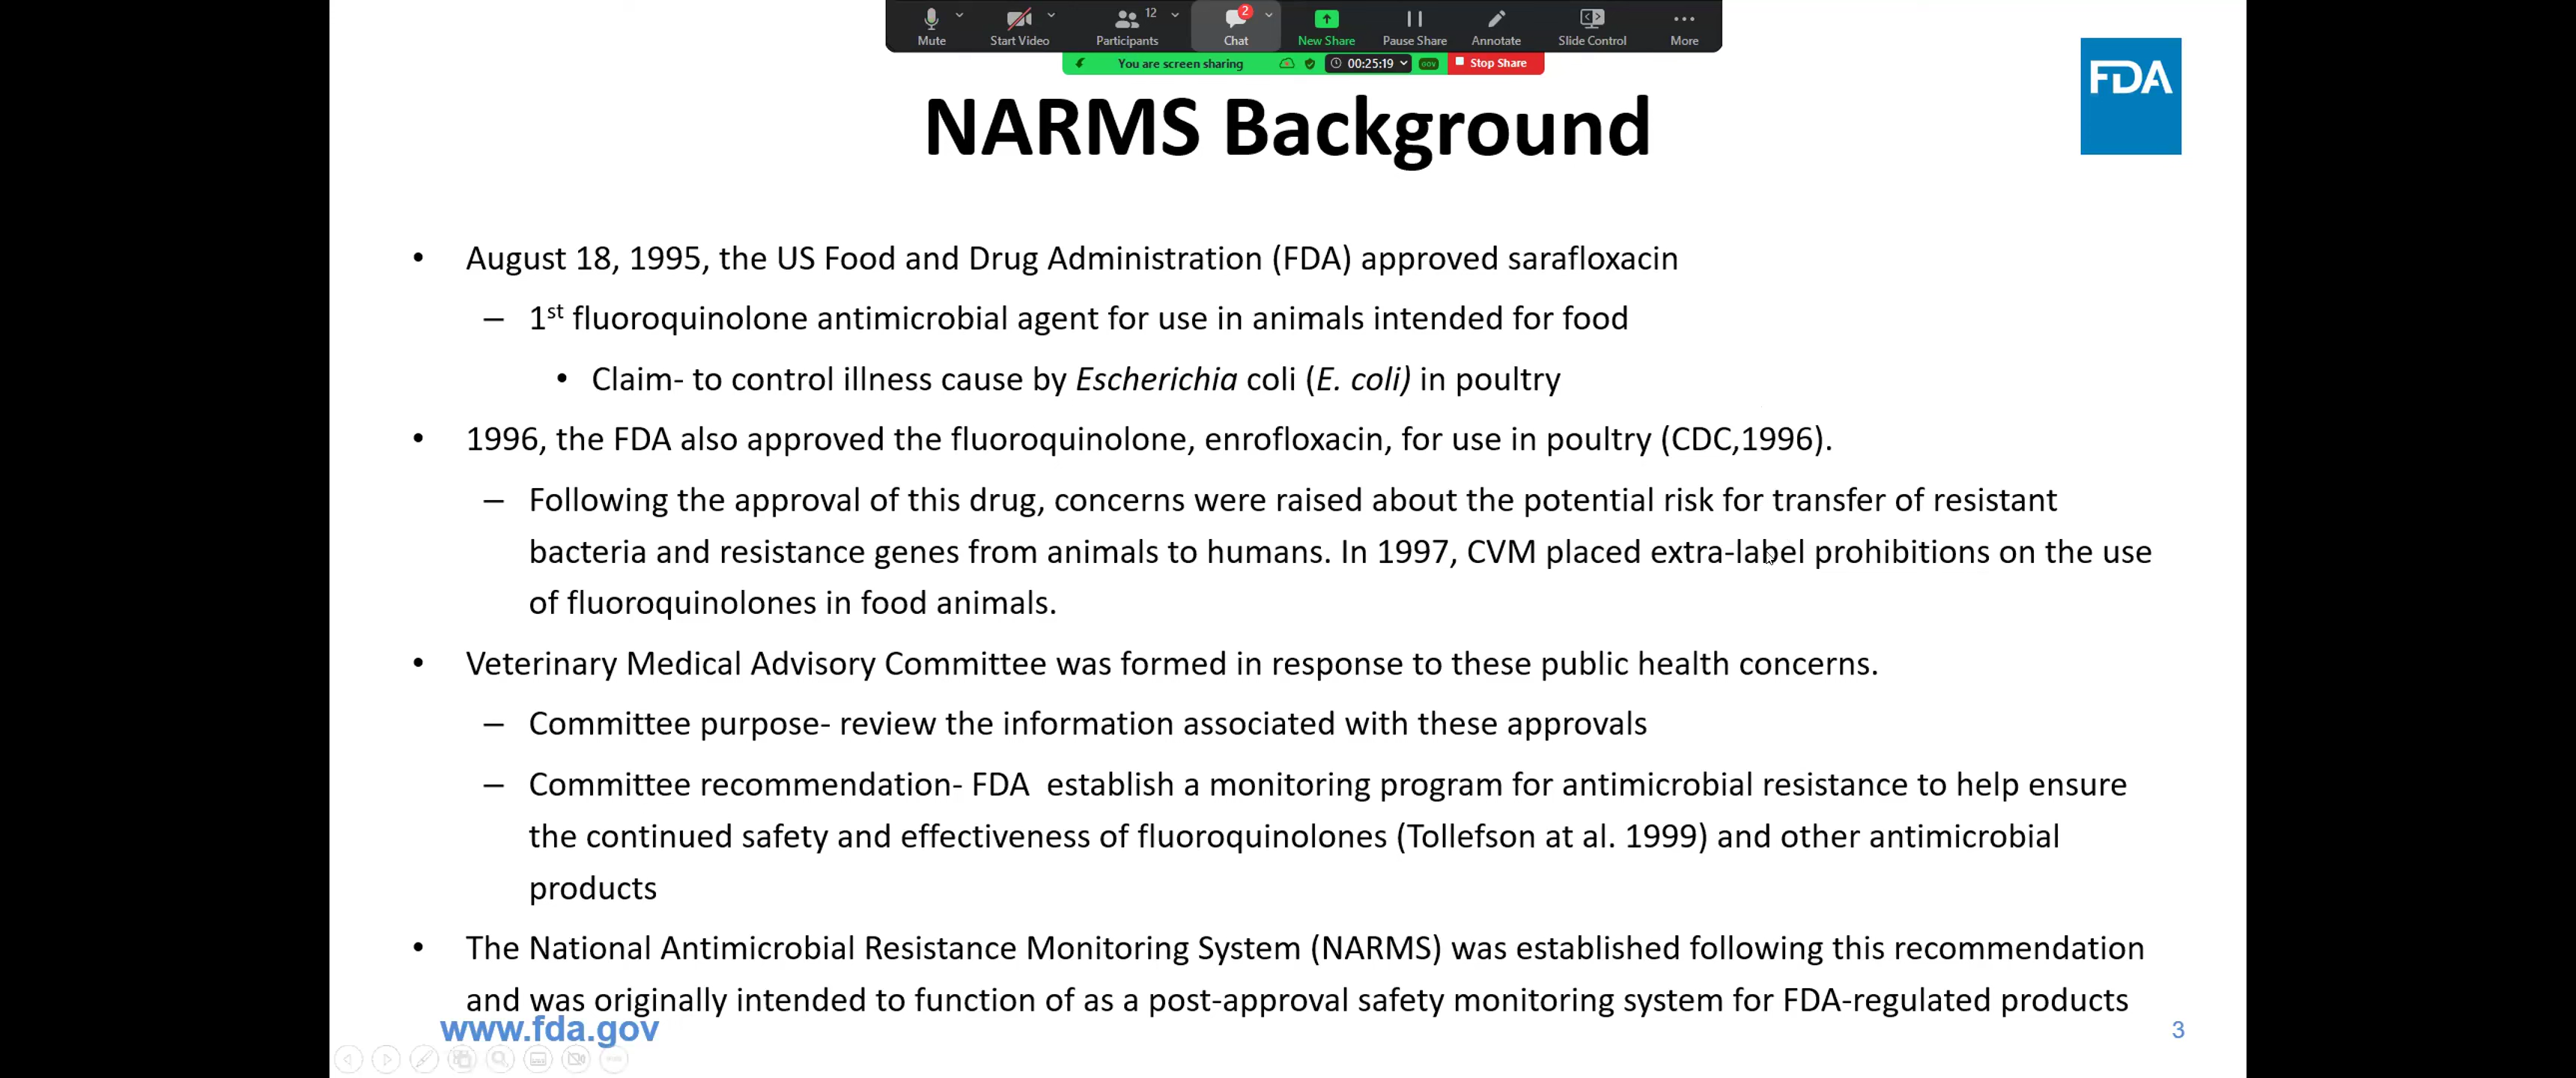 Mute
Start Video
12
Participants
2
Chat
New Share
Pause Share
Annotate
Slide Control
More
You are screen sharing
00:25:19
GOV
Stop Share
FDA
NARMS Background
• August 18, 1995, the US Food and Drug Administration (FDA) approved sarafloxacin
– 1st fluoroquinolone antimicrobial agent for use in animals intended for food
• Claim- to control illness cause by Escherichia coli (E. coli) in poultry
• 1996, the FDA also approved the fluoroquinolone, enrofloxacin, for use in poultry (CDC,1996).
– Following the approval of this drug, concerns were raised about the potential risk for transfer of resistant
bacteria and resistance genes from animals to humans. In 1997, CVM placed extra-label prohibitions on the use
of fluoroquinolones in food animals.
• Veterinary Medical Advisory Committee was formed in response to these public health concerns.
– Committee purpose- review the information associated with these approvals
– Committee recommendation- FDA  establish a monitoring program for antimicrobial resistance to help ensure
the continued safety and effectiveness of fluoroquinolones (Tollefson at al. 1999) and other antimicrobial
products
• The National Antimicrobial Resistance Monitoring System (NARMS) was established following this recommendation
and was originally intended to function of as a post-approval safety monitoring system for FDA-regulated products
www.fda.gov
3